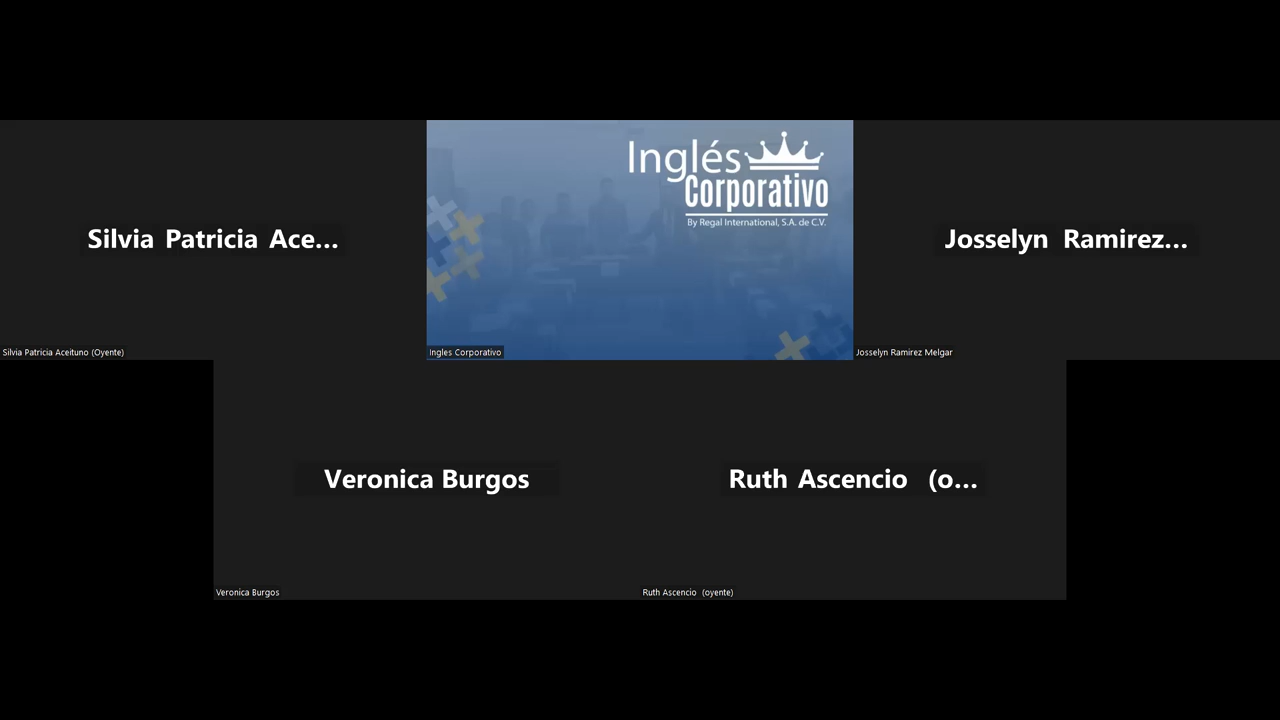 Silvia Patricia Ace...
Silvia Patricia Aceituno (Oyente)
Inglés
Corporativo
By Regal International, S.A. de C.V.
Ingles Corporativo
Josselyn Ramirez...
Josselyn Ramirez Melgar
Veronica Burgos
Veronica Burgos
Ruth Ascencio (o...
Ruth Ascencio (oyente)